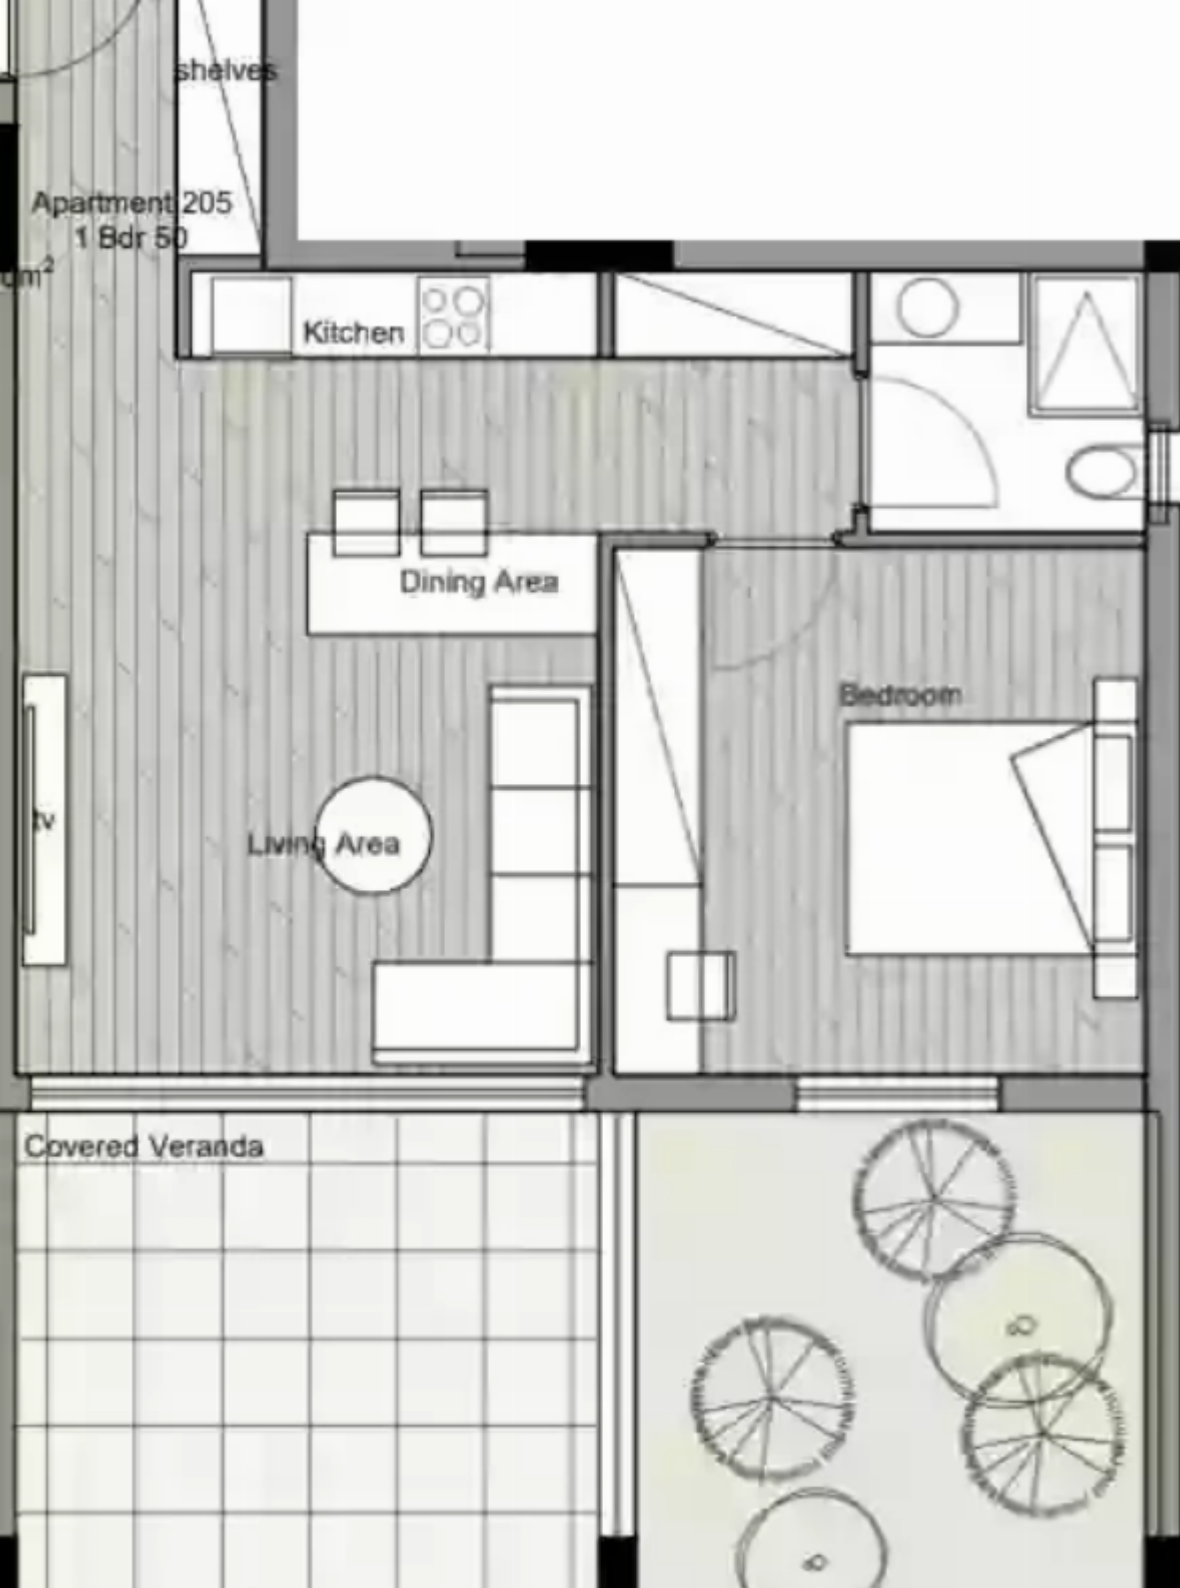 shelves
Apartment 205
1 Bdr 50
m²
Kitchen
Dining Area
Bedroom
tv
Living Area
Covered Veranda